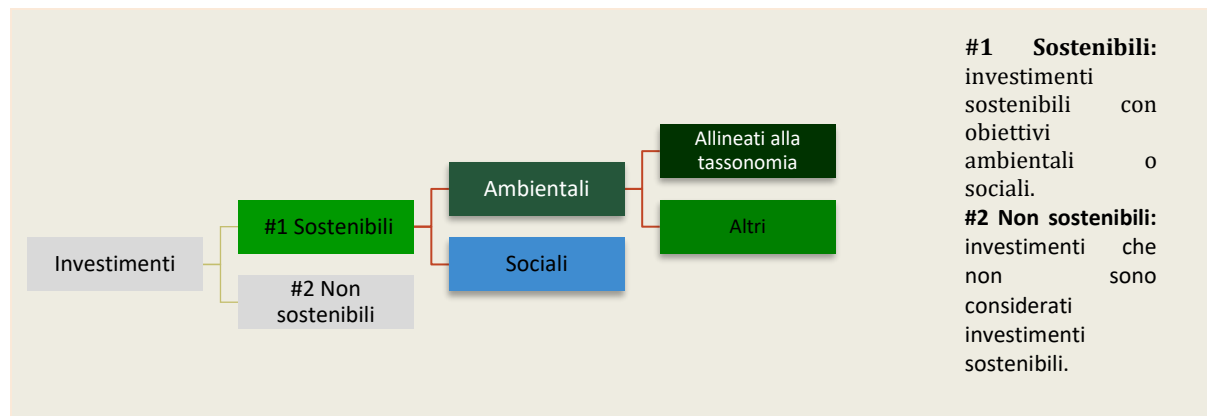 Investimenti
#1 Sostenibili
#2 Non
sostenibili
Ambientali
Sociali
Allineati alla
tassonomia
Altri
#1 Sostenibili:
investimenti
sostenibili con
obiettivi
ambientali o
sociali.
#2 Non sostenibili:
investimenti che
non sono
considerati
investimenti
sostenibili.